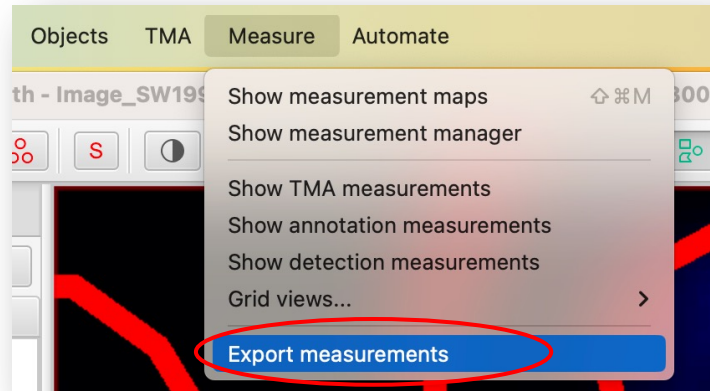 Objects TMA Measure Automate
th - Image_SW199
300
S
Show measurement maps ⇧⌘M
Show measurement manager
Show TMA measurements
Show annotation measurements
Show detection measurements
Grid views...
Export measurements